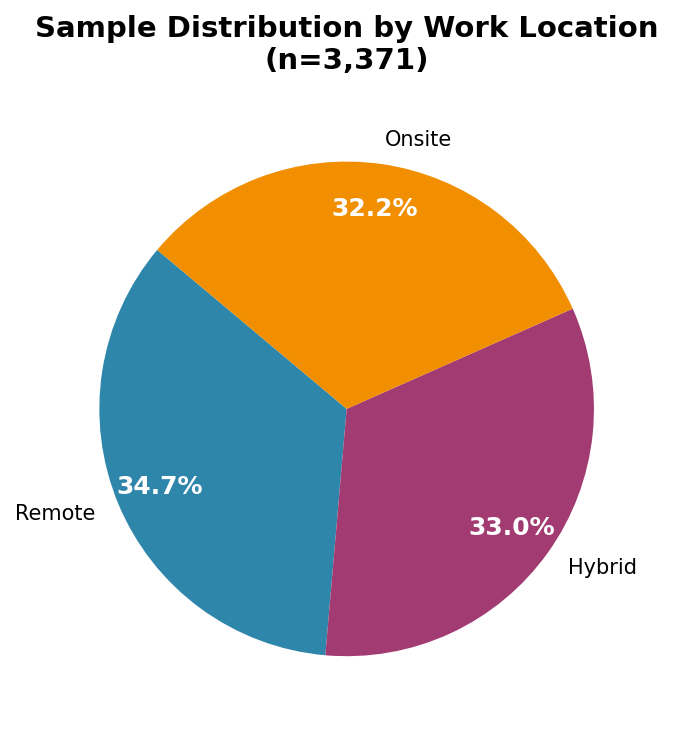 Sample Distribution by Work Location
(n=3,371)
Onsite
32.2%
34.7%
Remote
33.0%
Hybrid